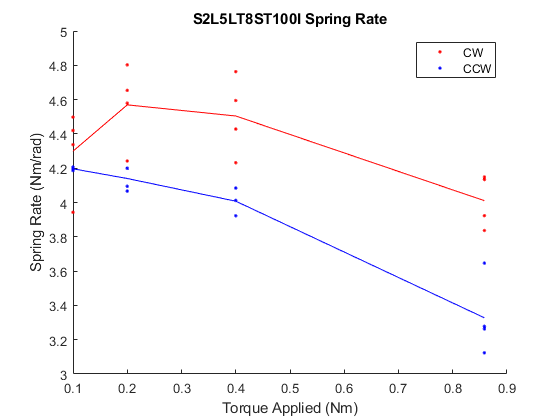 S2L5LT8ST100I Spring Rate
CW
CCW
5
4.8
4.6
4.4
4.2
4
3.8
3.6
3.4
3.2
3
Spring Rate (Nm/rad)
0.1 0.2 0.3 0.4 0.5 0.6 0.7 0.8 0.9
Torque Applied (Nm)